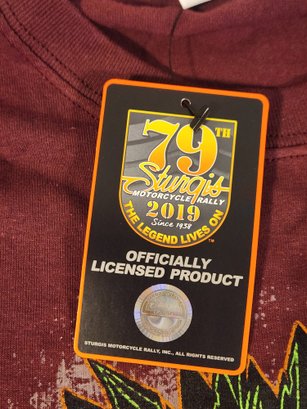 79TH
Sturgis
MOTORCYCLE RALLY
2019
Since 1938
THE LEGEND LIVES ON™
OFFICIALLY
LICENSED PRODUCT
STURGIS MOTORCYCLE RALLY, INC., ALL RIGHTS RESERVED